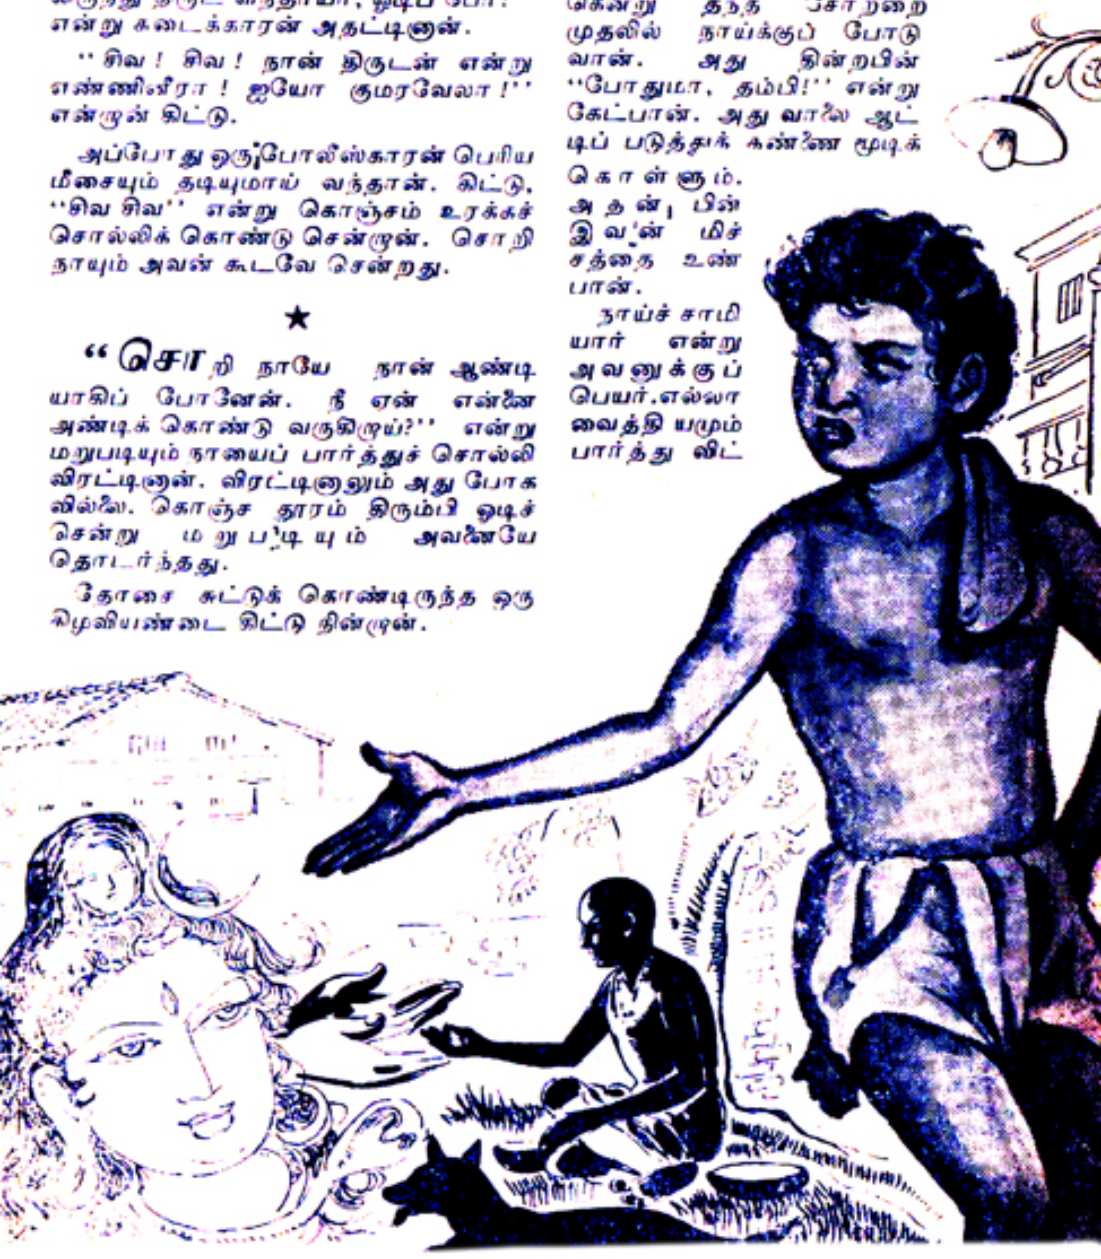 என்று கடைக்காரன் அதட்டினான்.
“சிவ! சிவ! நான் திருடன் என்று
எண்ணினீரா! ஐயோ குமரவேலா!”
என்றான் கிட்டு.
அப்போது ஒரு போலீஸ்காரன் பெரிய
மீசையும் தடியுமாய் வந்தான். கிட்டு,
“சிவ சிவ” என்று கொஞ்சம் உரக்கச்
சொல்லிக் கொண்டு சென்றான். சொறி
நாயும் அவன் கூடவே சென்றது.
★
“சொறி நாயே நான் ஆண்டி
யாகிப் போனேன். நீ ஏன் என்னை
அண்டிக் கொண்டு வருகிறாய்?” என்று
மறுபடியும் நாயைப் பார்த்துச் சொல்லி
விரட்டினான். விரட்டினாலும் அது போக
வில்லை. கொஞ்ச தூரம் திரும்பி ஓடிச்
சென்று மறுபடியும் அவனையே
தொடர்ந்தது.
தோசை சுட்டுக் கொண்டிருந்த ஒரு
கிழவியண்டை கிட்டு நின்றான்.
கென்று தந்த சோற்றை
முதலில் நாய்க்குப் போடு
வான். அது தின்றபின்
“போதுமா, தம்பி!” என்று
கேட்பான். அது வாலை ஆட்
டிப் படுத்துக் கண்ணை மூடிக்
கொள்ளும்.
அதன் பின்
இவன் மிச்
சத்தை உண்
பான்.
நாய்ச் சாமி
யார் என்று
அவனுக்குப்
பெயர். எல்லா
வைத்தி யமும்
பார்த்து விட்